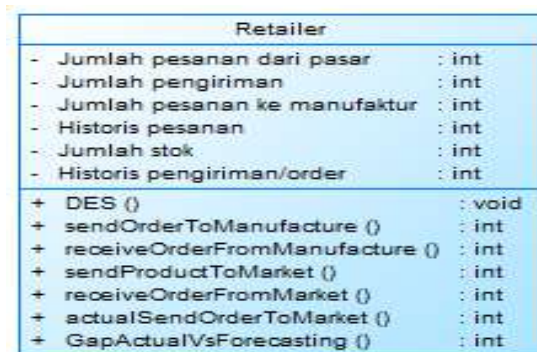 Retailer
- Jumlah pesanan dari pasar : int
- Jumlah pengiriman : int
- Jumlah pesanan ke manufaktur : int
- Historis pesanan : int
- Jumlah stok : int
- Historis pengiriman/order : int
+ DES () : void
+ sendOrderToManufacture () : int
+ receiveOrderFromManufacture () : int
+ sendProductToMarket () : int
+ receiveOrderFromMarket () : int
+ actualSendOrderToMarket () : int
+ GapActualVsForecasting () : int